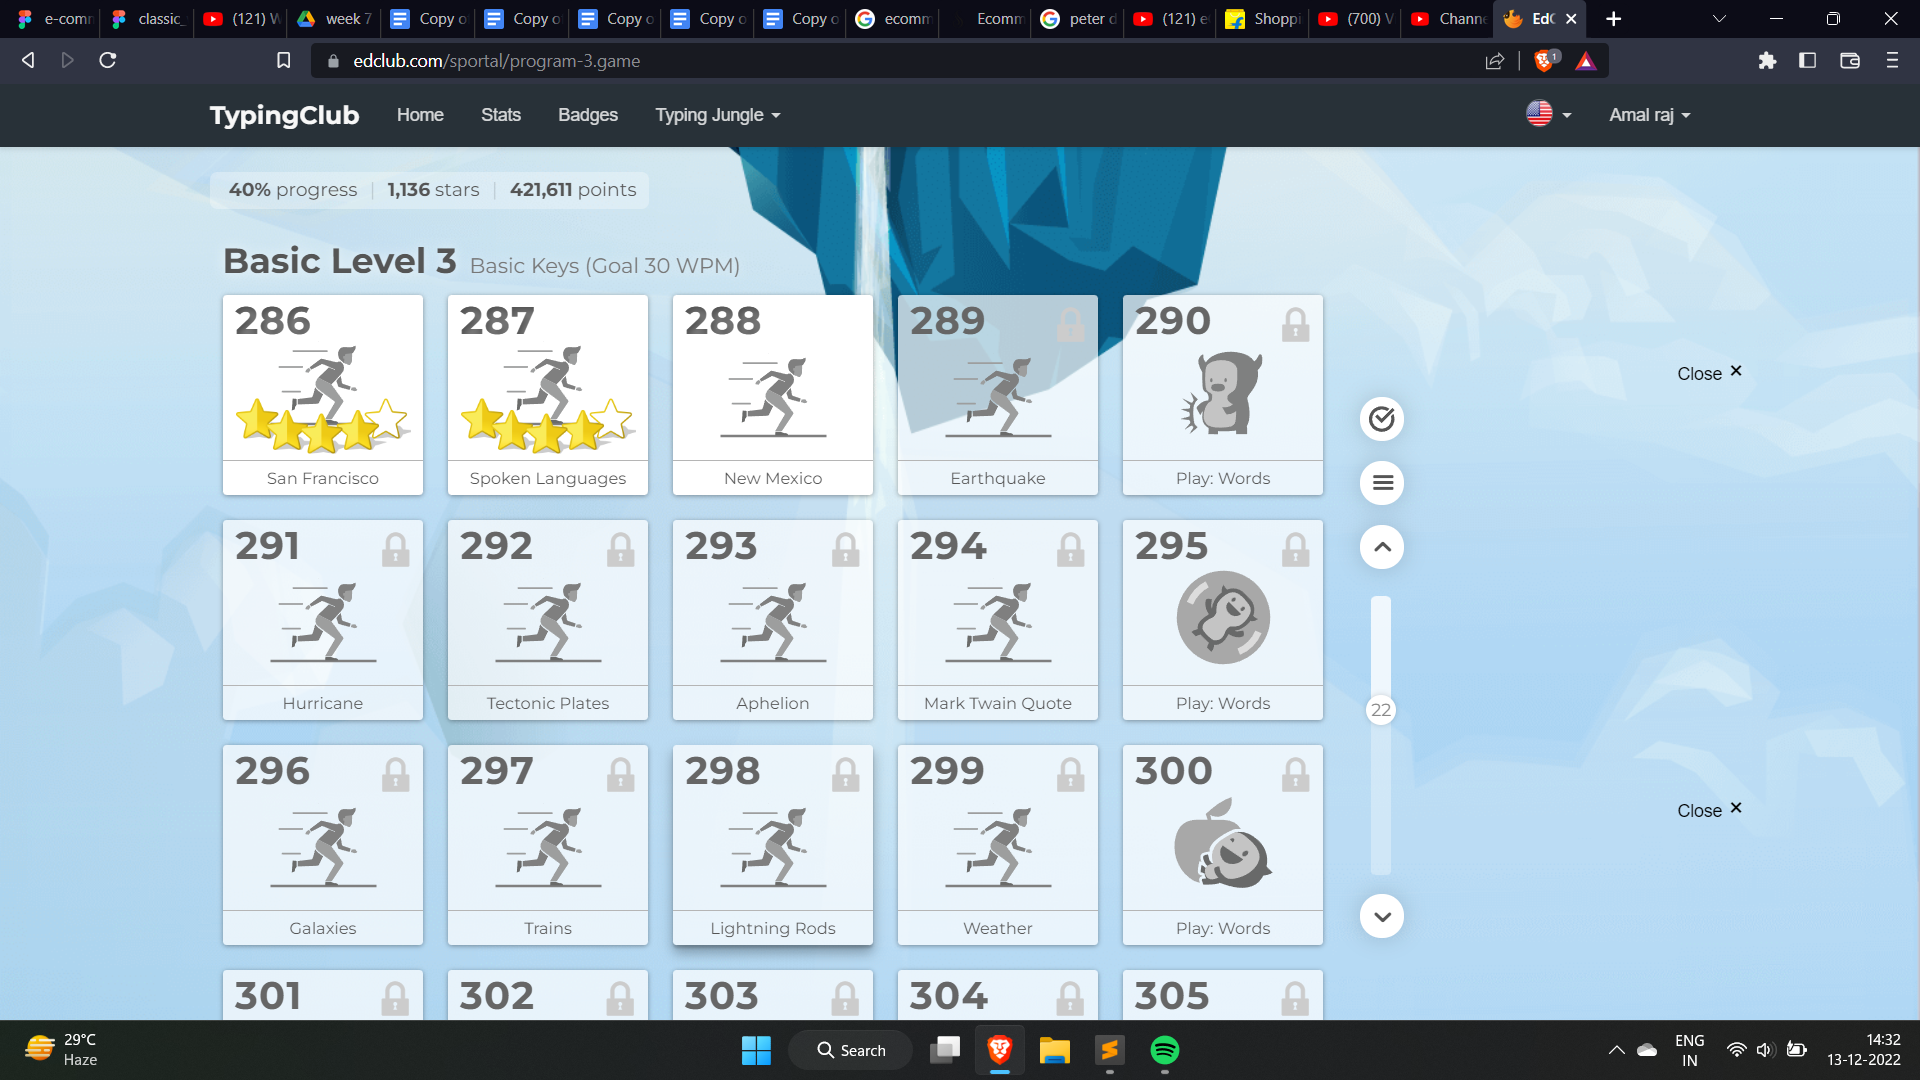 e-comm
classic_
(121) W
week 7
Copy o
Copy o
Copy o
Copy o
Copy o
ecomm
Ecomm
peter d
(121) e
Shoppi
(700) V
Channe
EdC
edclub.com/sportal/program-3.game
1
TypingClub
Home
Stats
Badges
Typing Jungle
Amal raj
40% progress
1,136 stars
421,611 points
Basic Level 3 Basic Keys (Goal 30 WPM)
286
San Francisco
287
Spoken Languages
288
New Mexico
289
Earthquake
290
Play: Words
Close
291
Hurricane
292
Tectonic Plates
293
Aphelion
294
Mark Twain Quote
295
Play: Words
22
296
Galaxies
297
Trains
298
Lightning Rods
299
Weather
300
Play: Words
Close
301
302
303
304
305
29°C
Haze
Search
ENG
IN
14:32
13-12-2022